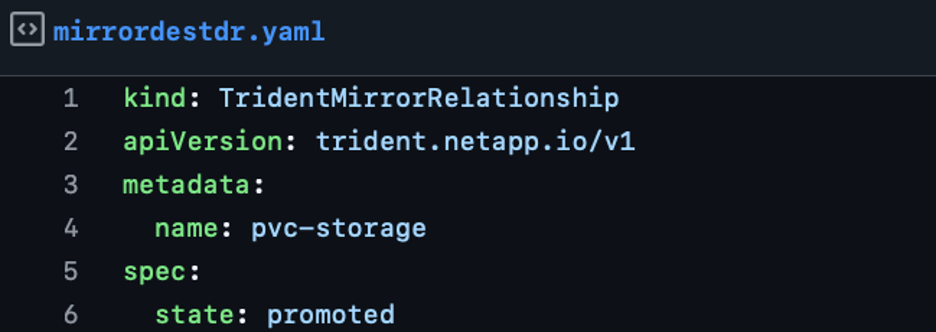 mirrordestdr.yaml
1 kind: TridentMirrorRelationship
2 apiVersion: trident.netapp.io/v1
3 metadata:
4   name: pvc-storage
5 spec:
6   state: promoted